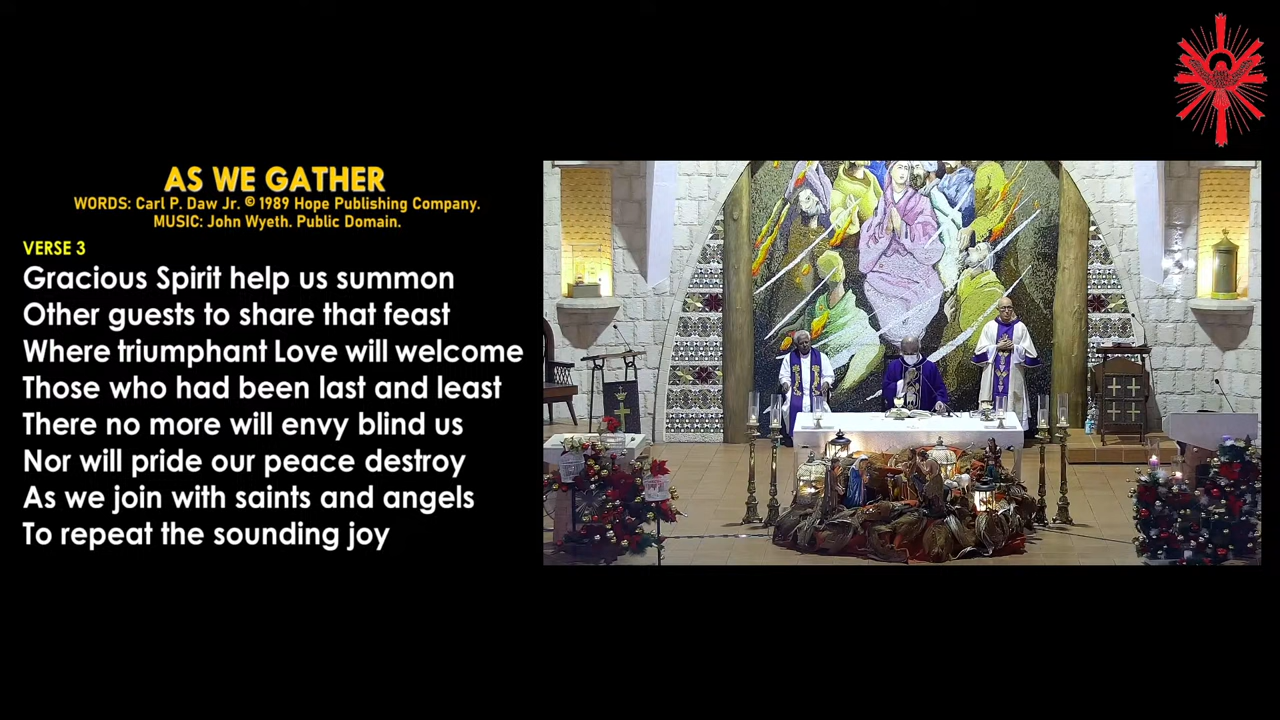 AS WE GATHER
WORDS: Carl P. Daw Jr. © 1989 Hope Publishing Company.
MUSIC: John Wyeth. Public Domain.
VERSE 3
Gracious Spirit help us summon
Other guests to share that feast
Where triumphant Love will welcome
Those who had been last and least
There no more will envy blind us
Nor will pride our peace destroy
As we join with saints and angels
To repeat the sounding joy